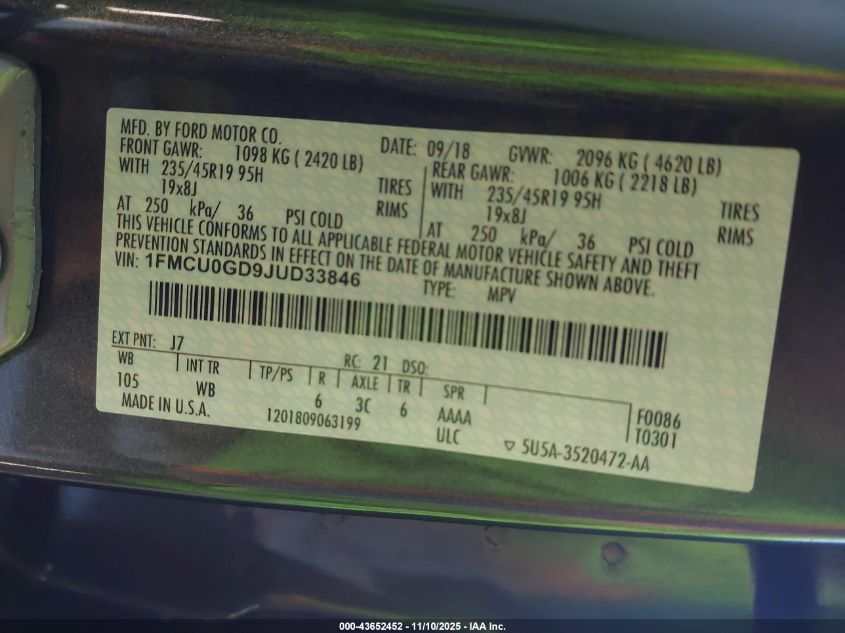 MFD. BY FORD MOTOR CO.
DATE: 09/18 GVWR: 2096 KG ( 4620 LB)
FRONT GAWR: 1098 KG ( 2420 LB)
WITH 235/45R19 95H TIRES
19x8J RIMS
AT 250 kPa/ 36 PSI COLD
REAR GAWR: 1006 KG ( 2218 LB)
WITH 235/45R19 95H TIRES
19x8J RIMS
AT 250 kPa/ 36 PSI COLD
THIS VEHICLE CONFORMS TO ALL APPLICABLE FEDERAL MOTOR VEHICLE SAFETY AND THEFT
PREVENTION STANDARDS IN EFFECT ON THE DATE OF MANUFACTURE SHOWN ABOVE.
VIN: 1FMCU0GD9JUD33846 TYPE: MPV
EXT PNT: J7 RC: 21 DSO:
WB INT TR TP/PS R AXLE TR SPR
105 WB 6 3C 6 AAAA
F0086
MADE IN U.S.A. 1201809063199 ULC T0301
5U5A-3520472-AA
000-43652452 - 11/10/2025 - IAA Inc.